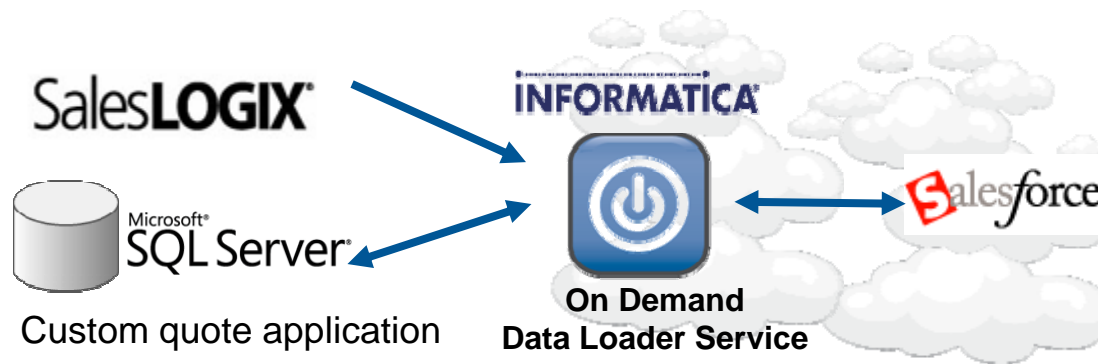 SalesLOGIX®
INFORMATICA®
Microsoft®
SQL Server®
salesforce
Custom quote application
On Demand
Data Loader Service